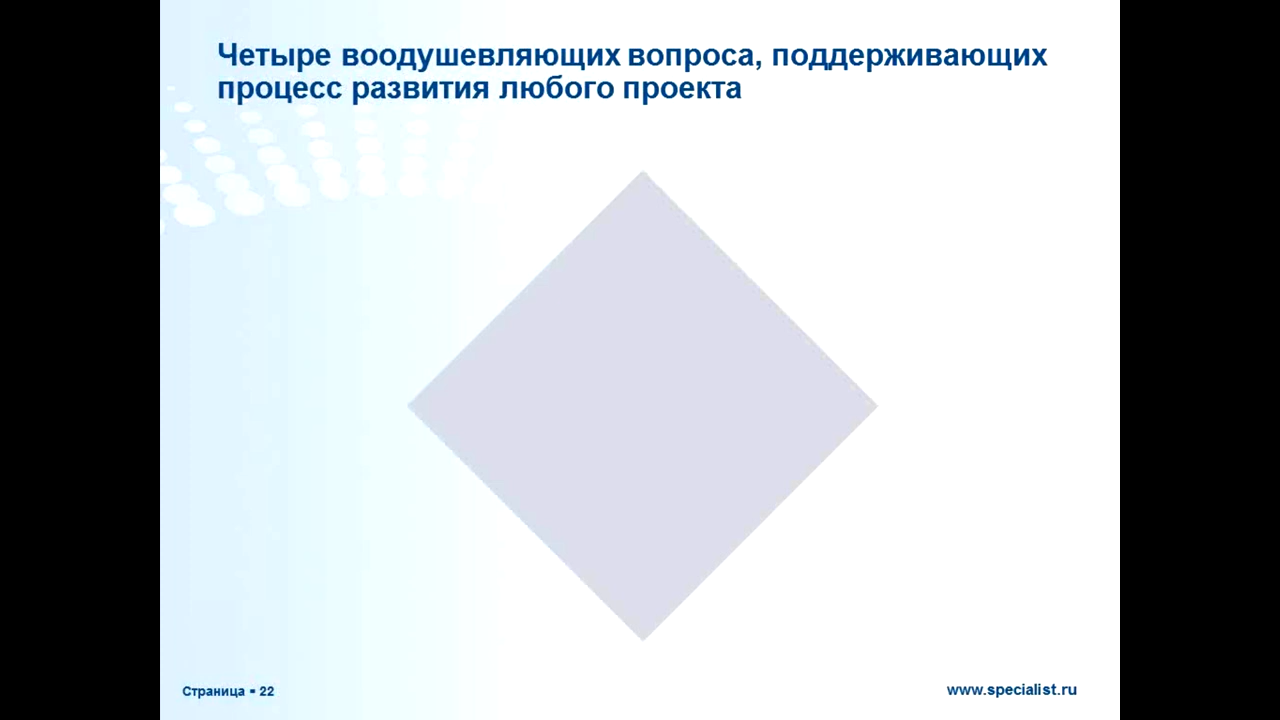 Четыре воодушевляющих вопроса, поддерживающих
процесс развития любого проекта
Страница ▪ 22
www.specialist.ru